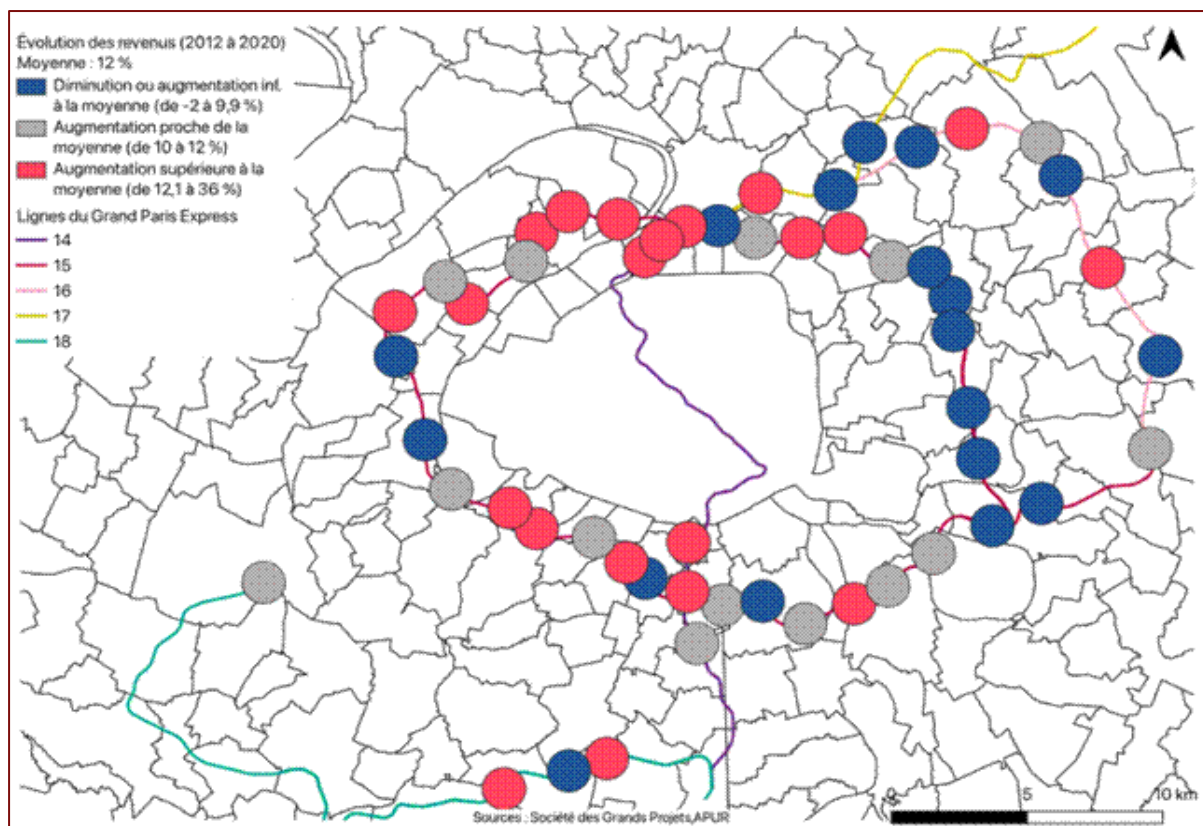 Évolution des revenus (2012 à 2020)
Moyenne : 12 %
Diminution ou augmentation inf.
à la moyenne (de -2 à 9,9 %)
Augmentation proche de la
moyenne (de 10 à 12 %)
Augmentation supérieure à la
moyenne (de 12,1 à 36 %)
Lignes du Grand Paris Express
14
15
16
17
18
0 5 10 km
Sources : Société des Grands Projets,APUR